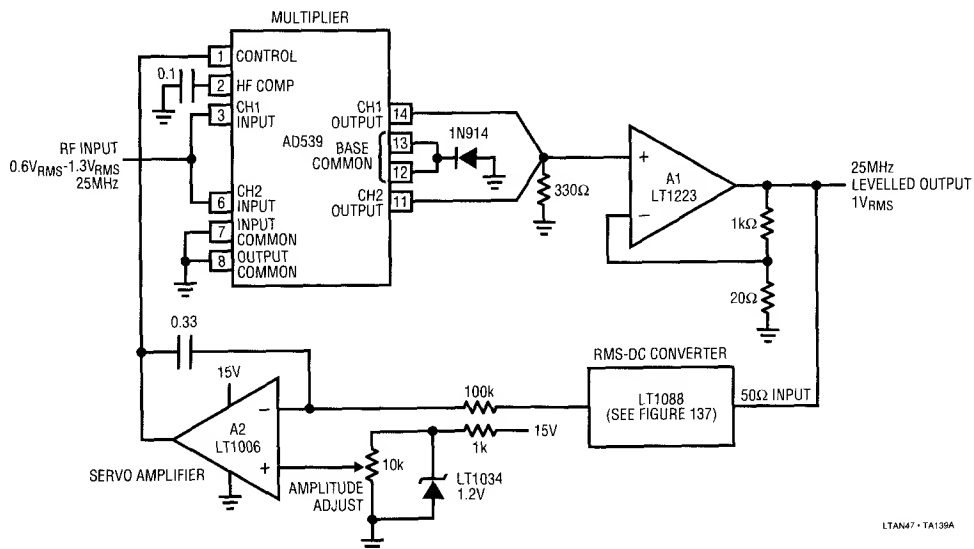 MULTIPLIER
1 CONTROL
0.1
2 HF COMP
3 CH1 INPUT
RF INPUT
0.6VRMS-1.3VRMS
25MHz
6 CH2 INPUT
7 INPUT COMMON
8 OUTPUT COMMON
AD539
CH1 OUTPUT 14
BASE COMMON 13
12
CH2 OUTPUT 11
1N914
330Ω
+
A1
LT1223
−
25MHz
LEVELLED OUTPUT
1VRMS
1kΩ
20Ω
RMS-DC CONVERTER
LT1088
(SEE FIGURE 137)
50Ω INPUT
0.33
15V
−
A2
LT1006
+
SERVO AMPLIFIER
100k
1k
15V
10k
AMPLITUDE
ADJUST
LT1034
1.2V
LTAN47 • TA139A